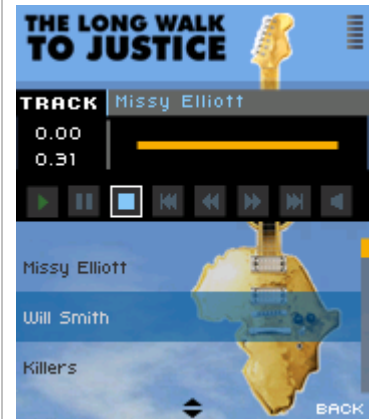 THE LONG WALK
TO JUSTICE
TRACK Missy Elliott
0.00
0.31
Missy Elliott
Will Smith
Killers
BACK